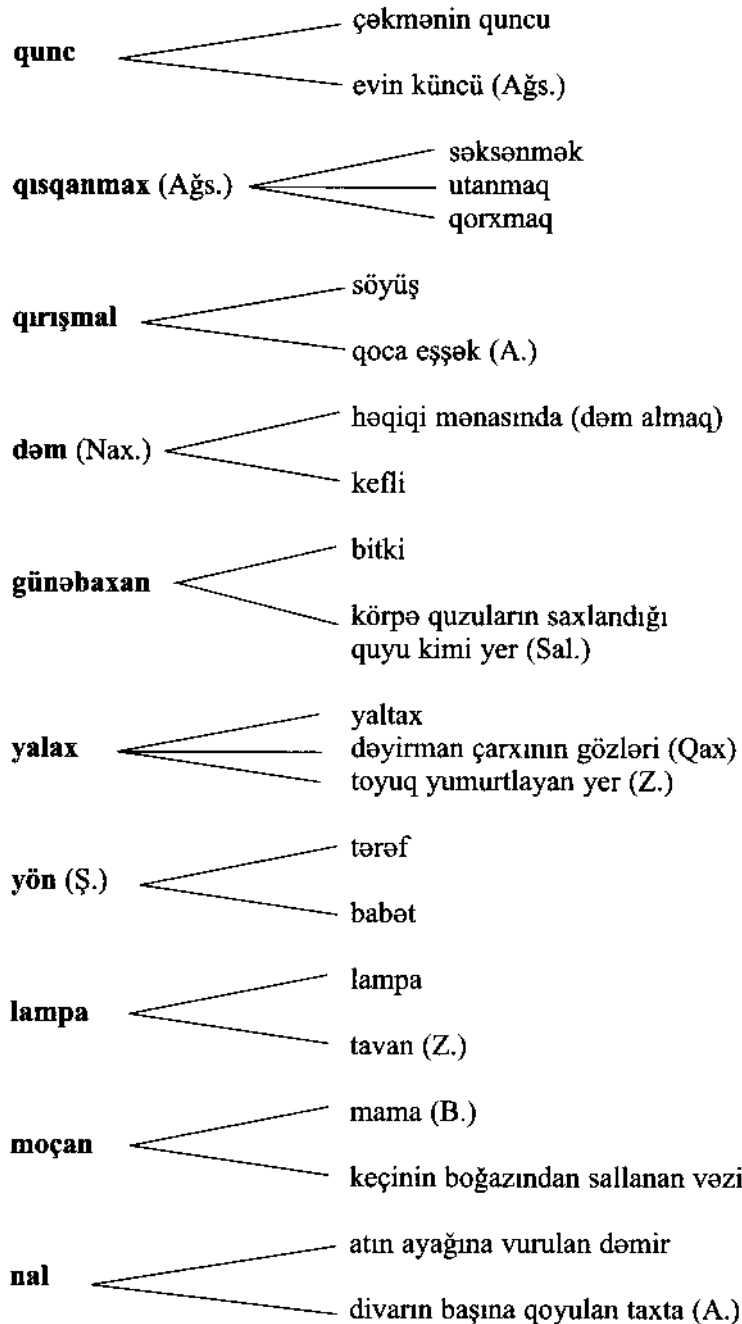 çəkmənin quncu
qunc
evin küncü (Ağs.)
səksənmək
qısqanmax (Ağs.)
utanmaq
qorxmaq
söyüş
qırışmal
qoca eşşək (A.)
həqiqi mənasında (dəm almaq)
dəm (Nax.)
kefli
bitki
günəbaxan
körpə quzuların saxlandığı
quyu kimi yer (Sal.)
yaltax
yalax
dəyirman çarxının gözləri (Qax)
toyuq yumurtlayan yer (Z.)
tərəf
yön (Ş.)
babət
lampa
lampa
tavan (Z.)
mama (B.)
moçan
keçinin boğazından sallanan vəzi
atın ayağına vurulan dəmir
nal
divarın başına qoyulan taxta (A.)